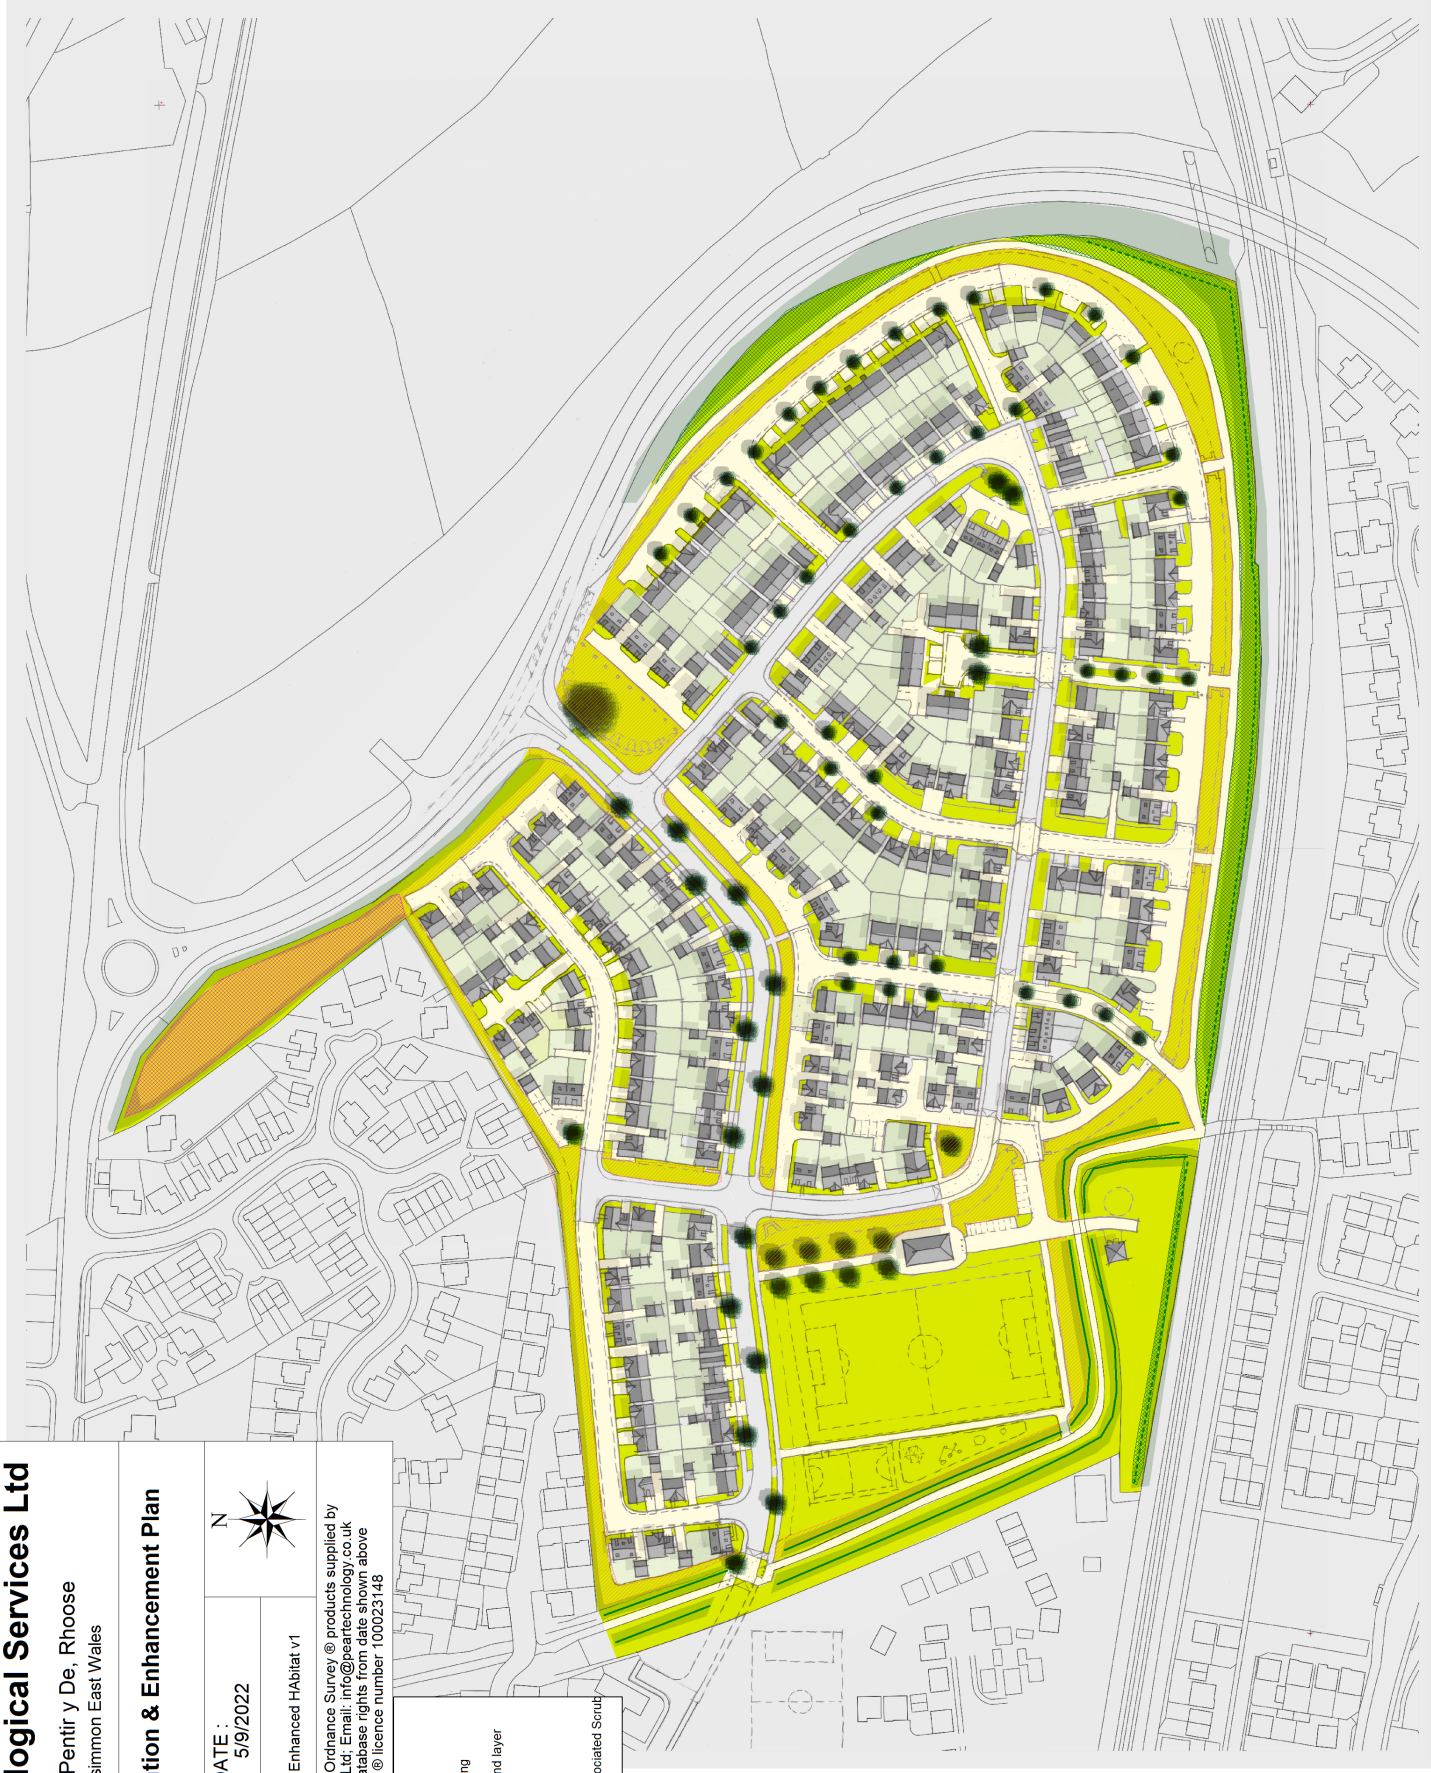 logical Services Ltd
Pentir y De, Rhoose
simmon East Wales
tion & Enhancement Plan
N
ATE :
5/9/2022
Enhanced HAbitat v1
Ordnance Survey ® products supplied by
Ltd; Email: info@peartechnology.co.uk
atabase rights from date shown above
® licence number 100023148
ng
nd layer
ociated Scrub